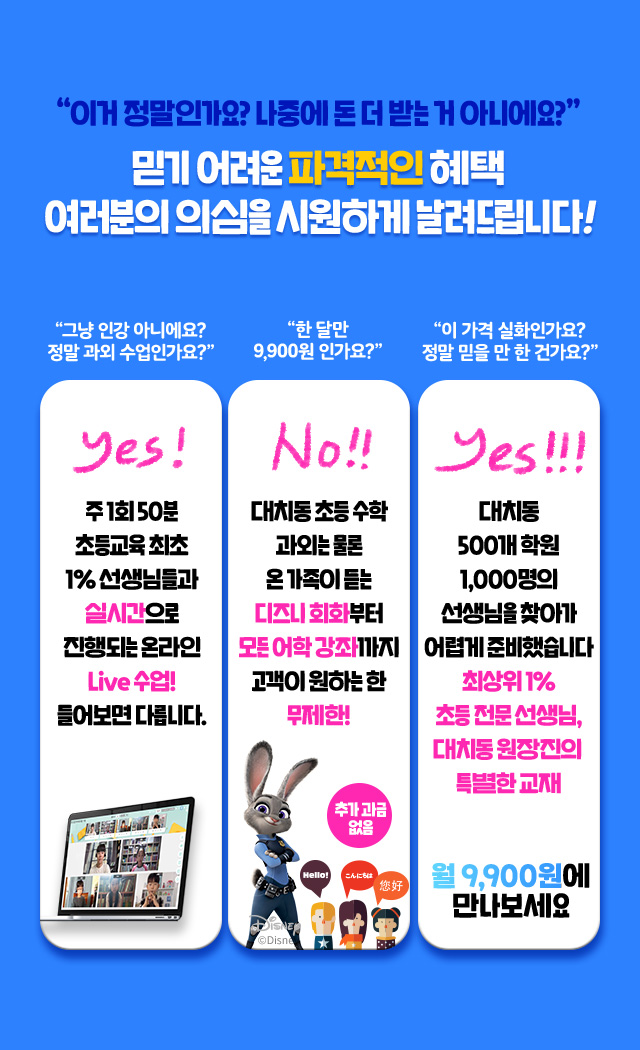 “이거 정말인가요? 나중에 돈 더 받는 거 아니에요?”
믿기 어려운 파격적인 혜택
여러분의 의심을 시원하게 날려드립니다!
“그냥 인강 아니에요?
정말 과외 수업인가요?”
Yes!
주 1회 50분
초등교육 최초
1% 선생님들과
실시간으로
진행되는 온라인
Live 수업!
들어보면 다릅니다.
“한 달만
9,900원 인가요?”
No!!
대치동 초등 수학
과외는 물론
온 가족이 듣는
디즈니 회화부터
모든 어학 강좌까지
고객이 원하는 한
무제한!
추가 과금
없음
Hello!
こんにちは
您好
Disney
©Disne
“이 가격 실화인가요?
정말 믿을 만 한 건가요?”
Yes!!!
대치동
500개 학원
1,000명의
선생님을 찾아가
어렵게 준비했습니다
최상위 1%
초등 전문 선생님,
대치동 원장진의
특별한 교재
월 9,900원에
만나보세요